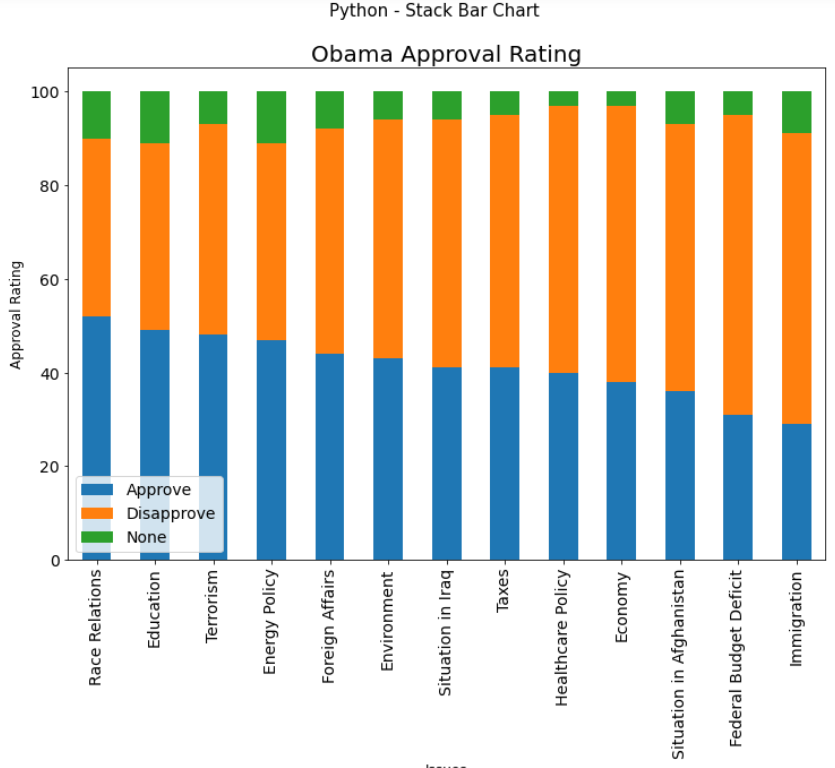 Python - Stack Bar Chart
Obama Approval Rating
100
80
60
40
20
0
Approval Rating
Approve
Disapprove
None
Race Relations
Education
Terrorism
Energy Policy
Foreign Affairs
Environment
Situation in Iraq
Taxes
Healthcare Policy
Economy
Situation in Afghanistan
Federal Budget Deficit
Immigration
Issues